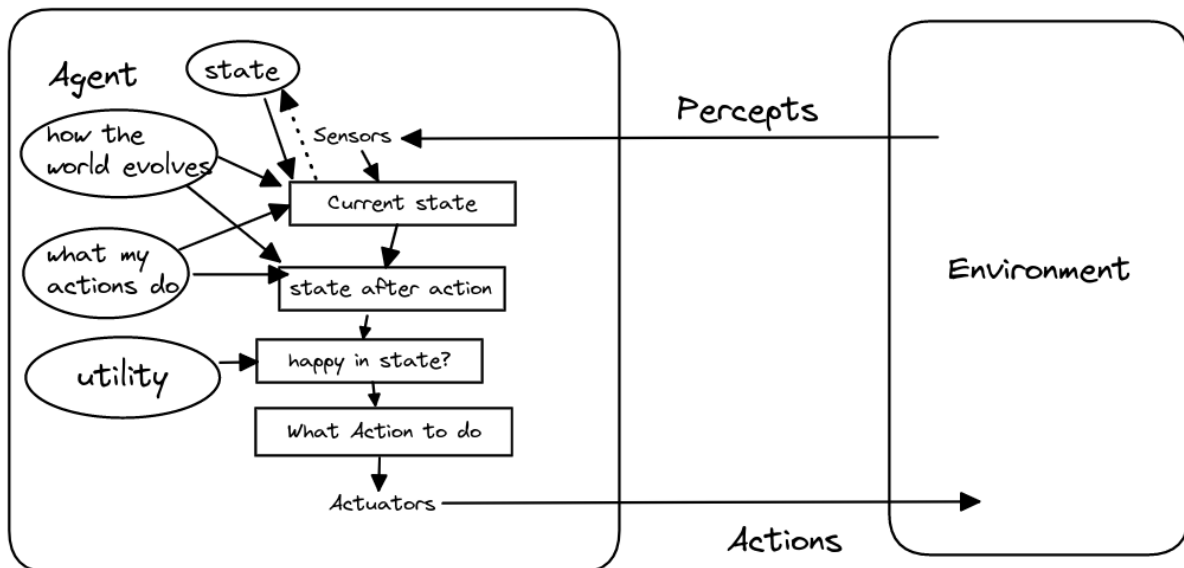 Agent
state
how the
world evolves
Sensors
Percepts
Current state
what my
actions do
state after action
Environment
utility
happy in state?
What Action to do
Actuators
Actions